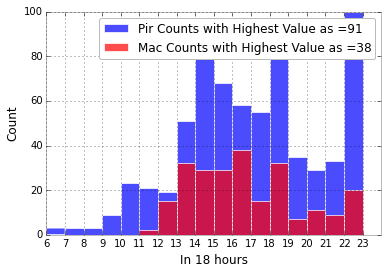 100
80
60
40
20
0
Count
Pir Counts with Highest Value as =91
Mac Counts with Highest Value as =38
6 7 8 9 10 11 12 13 14 15 16 17 18 19 20 21 22 23
In 18 hours